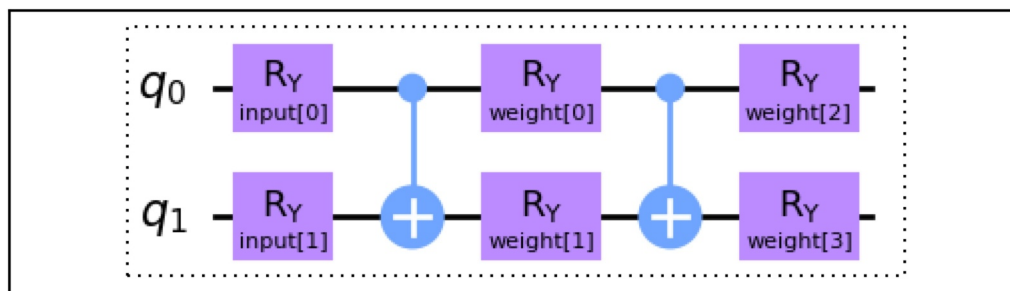 q0 RY RY RY
input[0] weight[0] weight[2]
q1 RY RY RY
input[1] weight[1] weight[3]